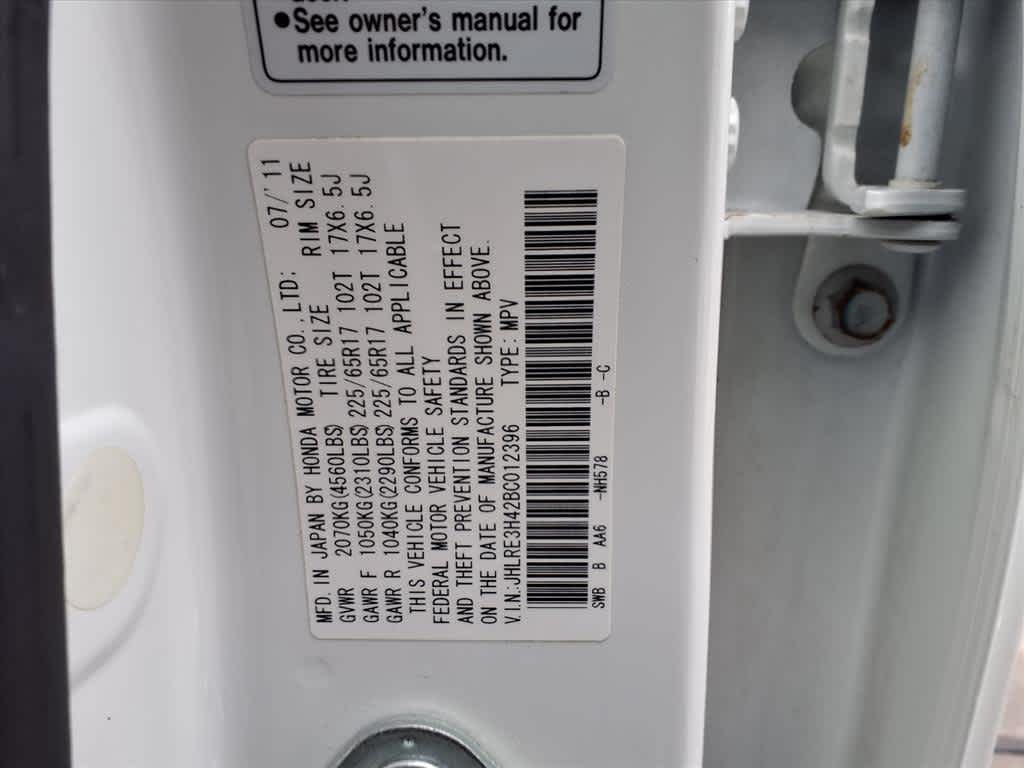 ●See owner's manual for
more information.
MFD. IN JAPAN BY HONDA MOTOR CO., LTD: 07/'11
GVWR 2070KG(4560LBS) TIRE SIZE RIM SIZE
GAWR F 1050KG(2310LBS)225/65R17 102T 17X6.5J
GAWR R 1040KG(2290LBS)225/65R17 102T 17X6.5J
THIS VEHICLE CONFORMS TO ALL APPLICABLE
FEDERAL MOTOR VEHICLE SAFETY
AND THEFT PREVENTION STANDARDS IN EFFECT
ON THE DATE OF MANUFACTURE SHOWN ABOVE.
V.I.N.:JHLRE3H42BC012396 TYPE: MPV
SWB B AA6 -NH578 -B -C